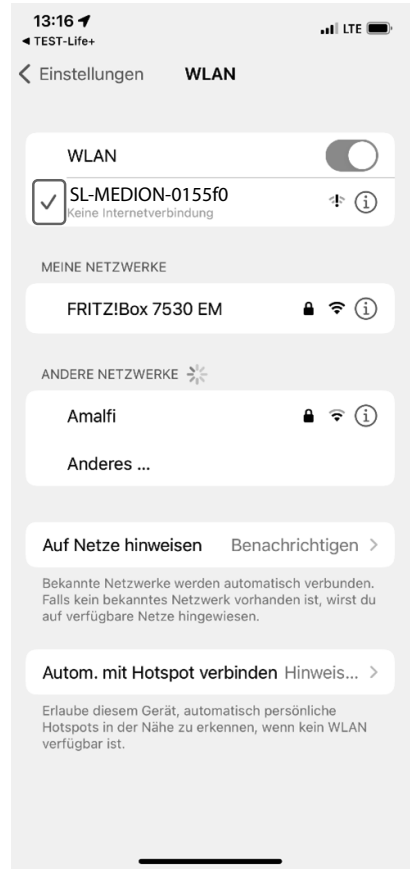 13:16
TEST-Life+
LTE
Einstellungen WLAN
WLAN
SL-MEDION-0155f0
Keine Internetverbindung
MEINE NETZWERKE
FRITZ!Box 7530 EM
ANDERE NETZWERKE
Amalfi
Anderes ...
Auf Netze hinweisen Benachrichtigen
Bekannte Netzwerke werden automatisch verbunden.
Falls kein bekanntes Netzwerk vorhanden ist, wirst du
auf verfügbare Netze hingewiesen.
Autom. mit Hotspot verbinden Hinweis...
Erlaube diesem Gerät, automatisch persönliche
Hotspots in der Nähe zu erkennen, wenn kein WLAN
verfügbar ist.